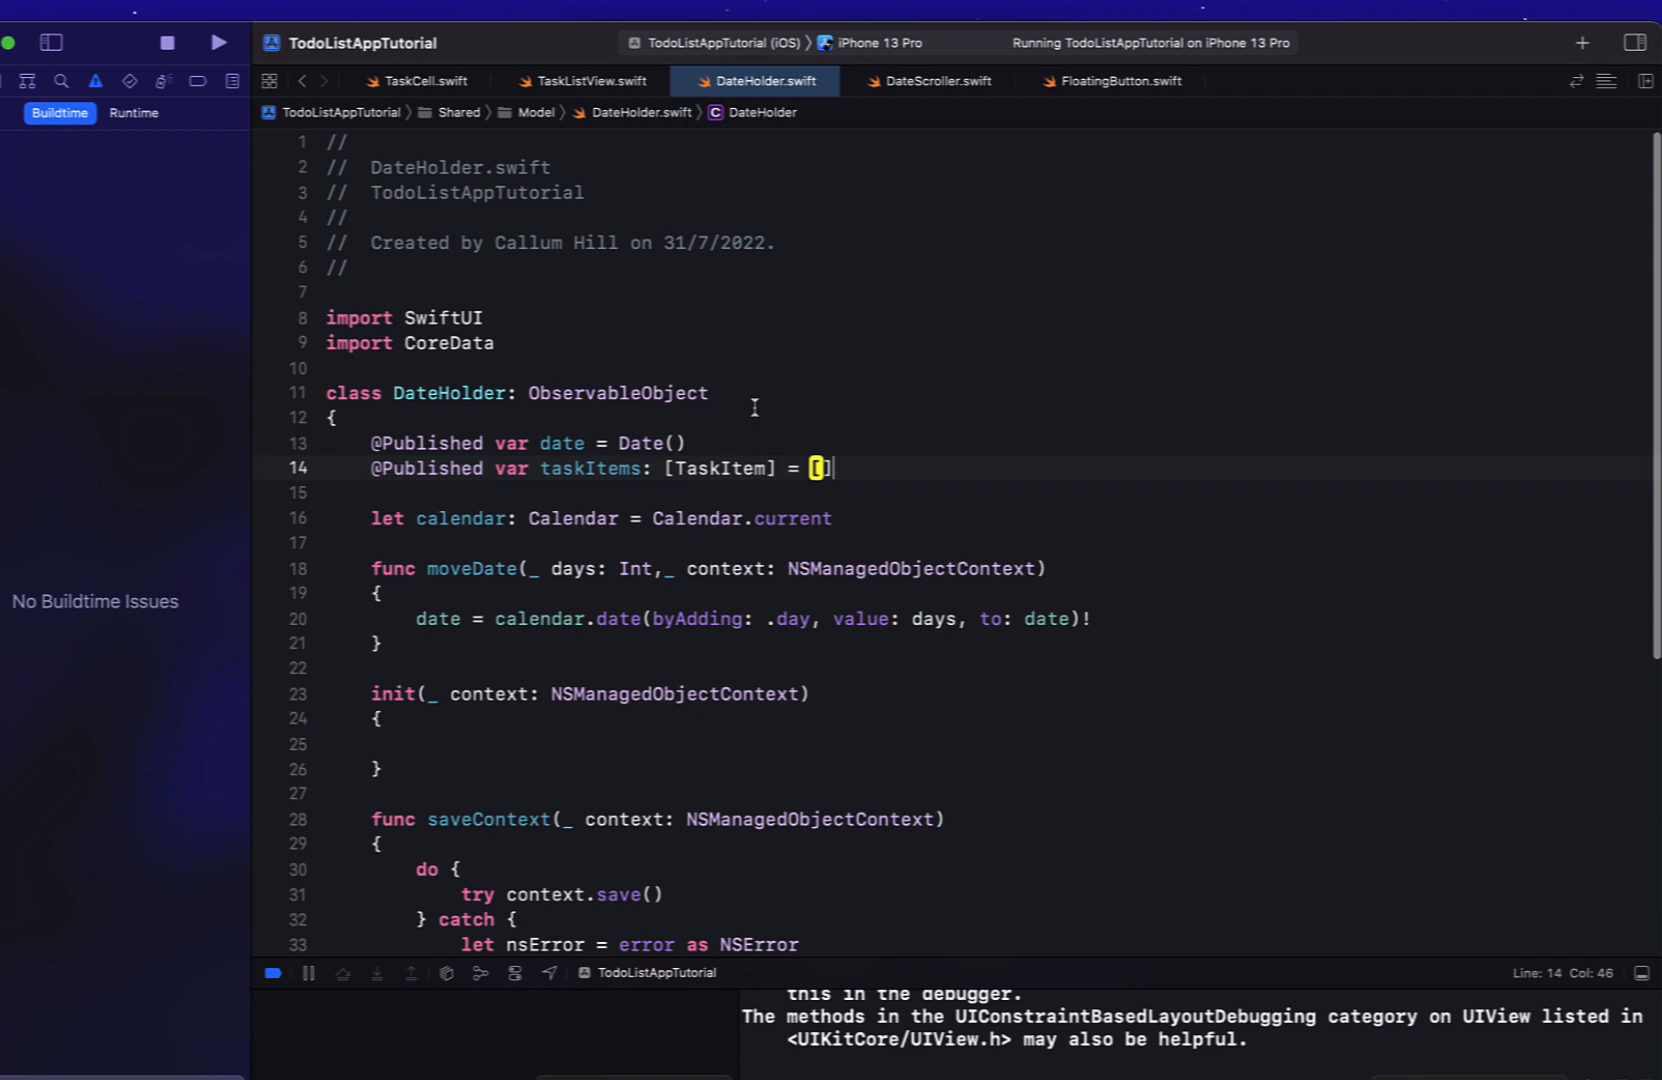 TodoListAppTutorial
TodoListAppTutorial (iOS) 〉 iPhone 13 Pro
Running TodoListAppTutorial on iPhone 13 Pro
TaskCell.swift
TaskListView.swift
DateHolder.swift
DateScroller.swift
FloatingButton.swift
Buildtime
Runtime
TodoListAppTutorial 〉 Shared 〉 Model 〉 DateHolder.swift 〉 C DateHolder
1 //
2 //  DateHolder.swift
3 //  TodoListAppTutorial
4 //
5 //  Created by Callum Hill on 31/7/2022.
6 //
7
8 import SwiftUI
9 import CoreData
10
11 class DateHolder: ObservableObject
12 {
13     @Published var date = Date()
14     @Published var taskItems: [TaskItem] = []
15
16     let calendar: Calendar = Calendar.current
17
18     func moveDate(_ days: Int,_ context: NSManagedObjectContext)
19     {
20         date = calendar.date(byAdding: .day, value: days, to: date)!
21     }
22
23     init(_ context: NSManagedObjectContext)
24     {
25
26     }
27
28     func saveContext(_ context: NSManagedObjectContext)
29     {
30         do {
31             try context.save()
32         } catch {
33             let nsError = error as NSError
No Buildtime Issues
TodoListAppTutorial
Line: 14 Col: 46
this in the debugger.
The methods in the UIConstraintBasedLayoutDebugging category on UIView listed in
<UIKitCore/UIView.h> may also be helpful.